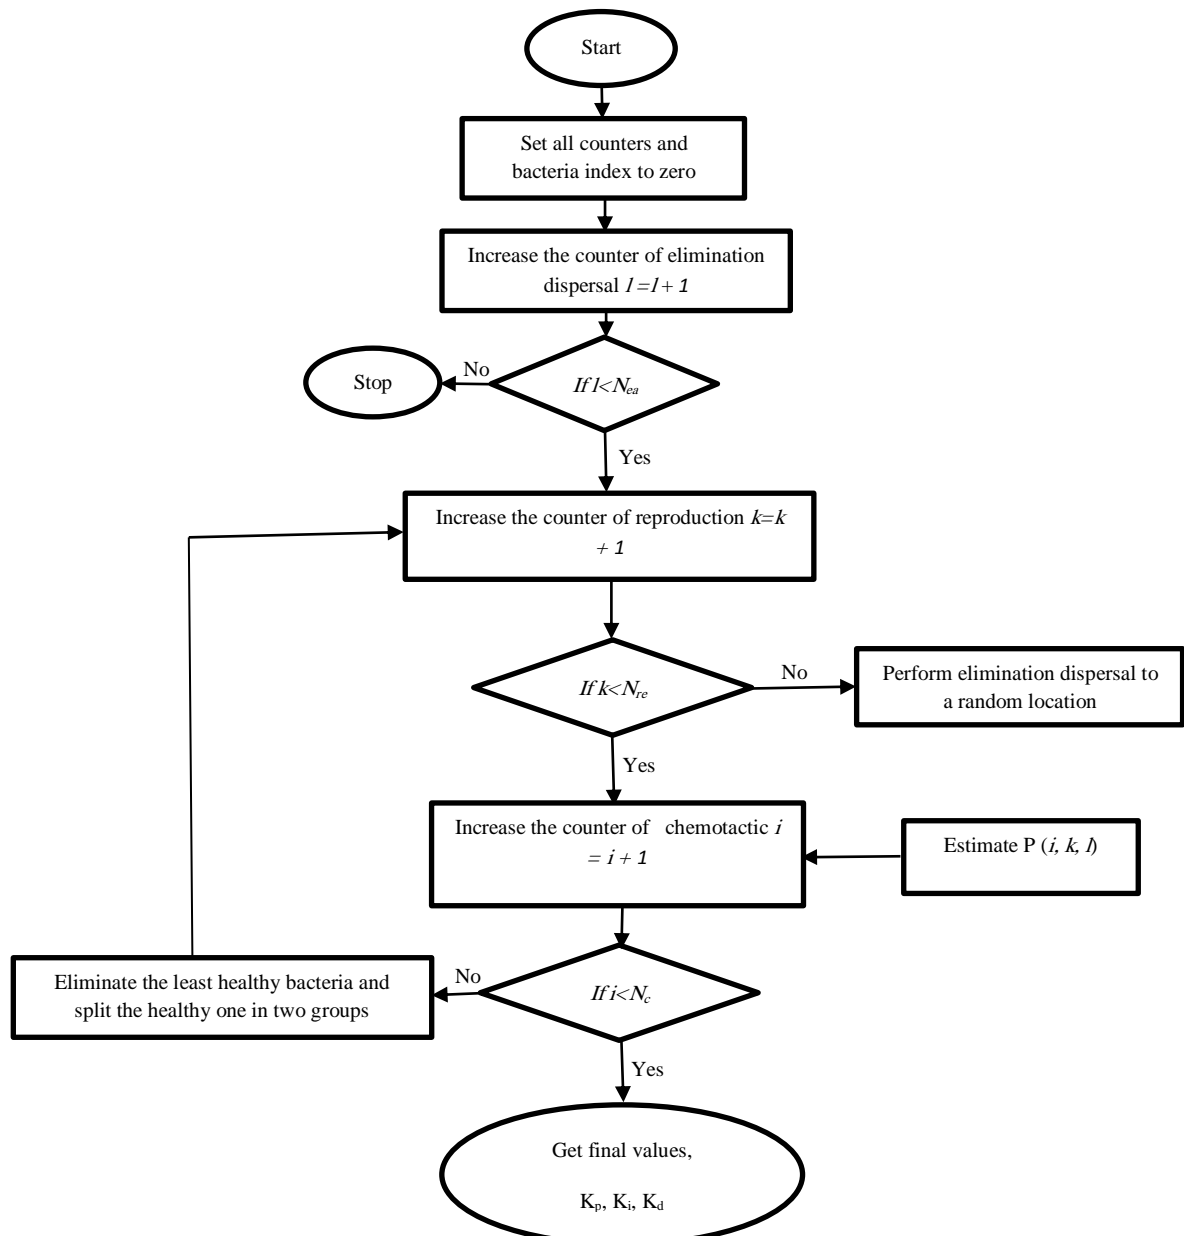 Start
Set all counters and
bacteria index to zero
Increase the counter of elimination
dispersal l=l+ 1
No
Stop
If l<Nea
Yes
Increase the counter of reproduction k=k
+ 1
If k<Nre
No
Perform elimination dispersal to
a random location
Yes
Increase the counter of chemotactic i
= i + 1
Estimate P (i, k, l)
Eliminate the least healthy bacteria and
split the healthy one in two groups
No
If i<Nc
Yes
Get final values,
Kp, Ki, Kd